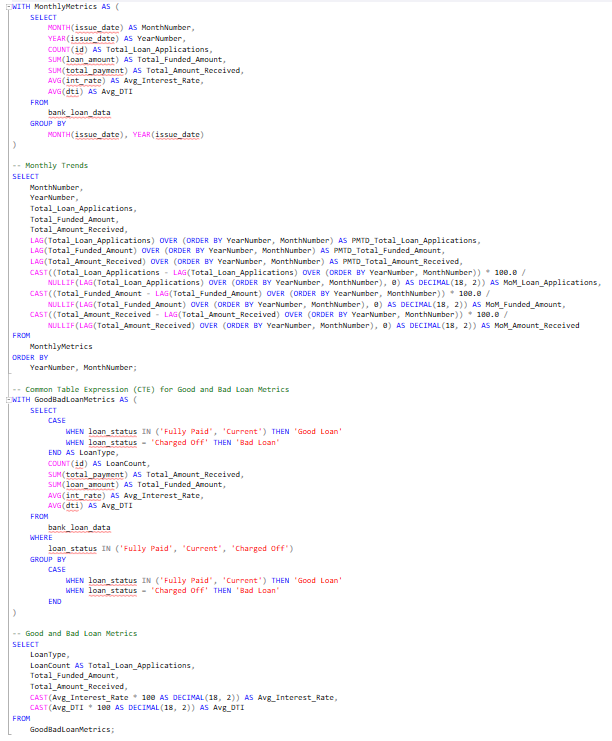 WITH MonthlyMetrics AS (
SELECT
MONTH(issue_date) AS MonthNumber,
YEAR(issue_date) AS YearNumber,
COUNT(id) AS Total_Loan_Applications,
SUM(loan_amount) AS Total_Funded_Amount,
SUM(total_payment) AS Total_Amount_Received,
AVG(int_rate) AS Avg_Interest_Rate,
AVG(dti) AS Avg_DTI
FROM
bank_loan_data
GROUP BY
MONTH(issue_date), YEAR(issue_date)
)
-- Monthly Trends
SELECT
MonthNumber,
YearNumber,
Total_Loan_Applications,
Total_Funded_Amount,
Total_Amount_Received,
LAG(Total_Loan_Applications) OVER (ORDER BY YearNumber, MonthNumber) AS PMTD_Total_Loan_Applications,
LAG(Total_Funded_Amount) OVER (ORDER BY YearNumber, MonthNumber) AS PMTD_Total_Funded_Amount,
LAG(Total_Amount_Received) OVER (ORDER BY YearNumber, MonthNumber) AS PMTD_Total_Amount_Received,
CAST((Total_Loan_Applications - LAG(Total_Loan_Applications) OVER (ORDER BY YearNumber, MonthNumber)) * 100.0 /
NULLIF(LAG(Total_Loan_Applications) OVER (ORDER BY YearNumber, MonthNumber), 0) AS DECIMAL(18, 2)) AS MoM_Loan_Applications,
CAST((Total_Funded_Amount - LAG(Total_Funded_Amount) OVER (ORDER BY YearNumber, MonthNumber)) * 100.0 /
NULLIF(LAG(Total_Funded_Amount) OVER (ORDER BY YearNumber, MonthNumber), 0) AS DECIMAL(18, 2)) AS MoM_Funded_Amount,
CAST((Total_Amount_Received - LAG(Total_Amount_Received) OVER (ORDER BY YearNumber, MonthNumber)) * 100.0 /
NULLIF(LAG(Total_Amount_Received) OVER (ORDER BY YearNumber, MonthNumber), 0) AS DECIMAL(18, 2)) AS MoM_Amount_Received
FROM
MonthlyMetrics
ORDER BY
YearNumber, MonthNumber;
-- Common Table Expression (CTE) for Good and Bad Loan Metrics
WITH GoodBadLoanMetrics AS (
SELECT
CASE
WHEN loan_status IN ('Fully Paid', 'Current') THEN 'Good Loan'
WHEN loan_status = 'Charged Off' THEN 'Bad Loan'
END AS LoanType,
COUNT(id) AS LoanCount,
SUM(total_payment) AS Total_Amount_Received,
SUM(loan_amount) AS Total_Funded_Amount,
AVG(int_rate) AS Avg_Interest_Rate,
AVG(dti) AS Avg_DTI
FROM
bank_loan_data
WHERE
loan_status IN ('Fully Paid', 'Current', 'Charged Off')
GROUP BY
CASE
WHEN loan_status IN ('Fully Paid', 'Current') THEN 'Good Loan'
WHEN loan_status = 'Charged Off' THEN 'Bad Loan'
END
)
-- Good and Bad Loan Metrics
SELECT
LoanType,
LoanCount AS Total_Loan_Applications,
Total_Funded_Amount,
Total_Amount_Received,
CAST(Avg_Interest_Rate * 100 AS DECIMAL(18, 2)) AS Avg_Interest_Rate,
CAST(Avg_DTI * 100 AS DECIMAL(18, 2)) AS Avg_DTI
FROM
GoodBadLoanMetrics;